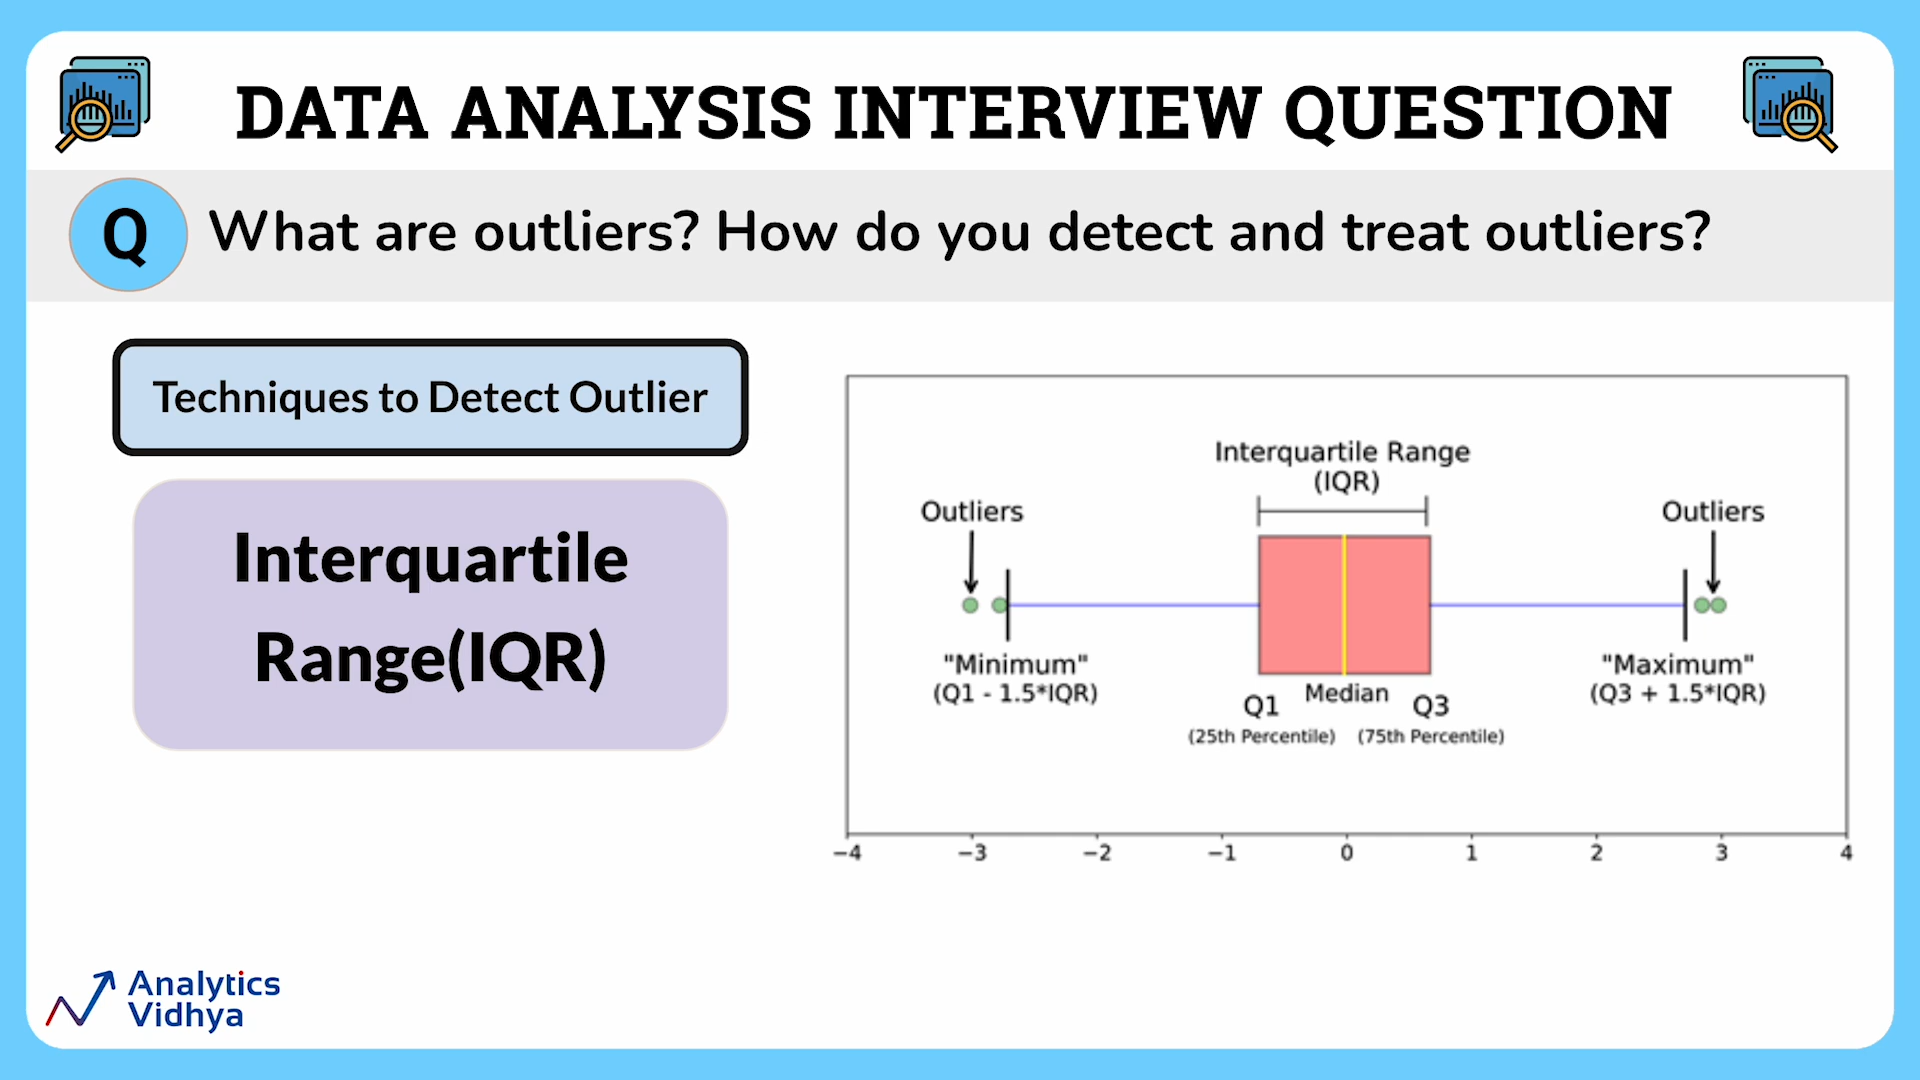 DATA ANALYSIS INTERVIEW QUESTION
Q
What are outliers? How do you detect and treat outliers?
Techniques to Detect Outlier
Interquartile
Range(IQR)
Interquartile Range
(IQR)
Outliers
Outliers
"Minimum"
(Q1 - 1.5*IQR)
"Maximum"
(Q3 + 1.5*IQR)
Q1
Median
Q3
(25th Percentile)
(75th Percentile)
−4 −3 −2 −1 0 1 2 3 4
Analytics
Vidhya